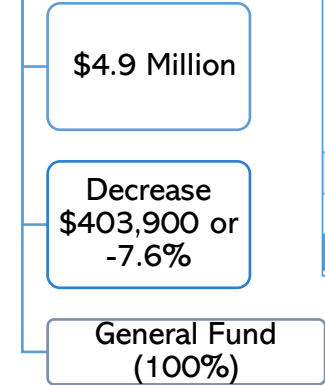 $4.9 Million
Decrease
$403,900 or
-7.6%
General Fund
(100%)